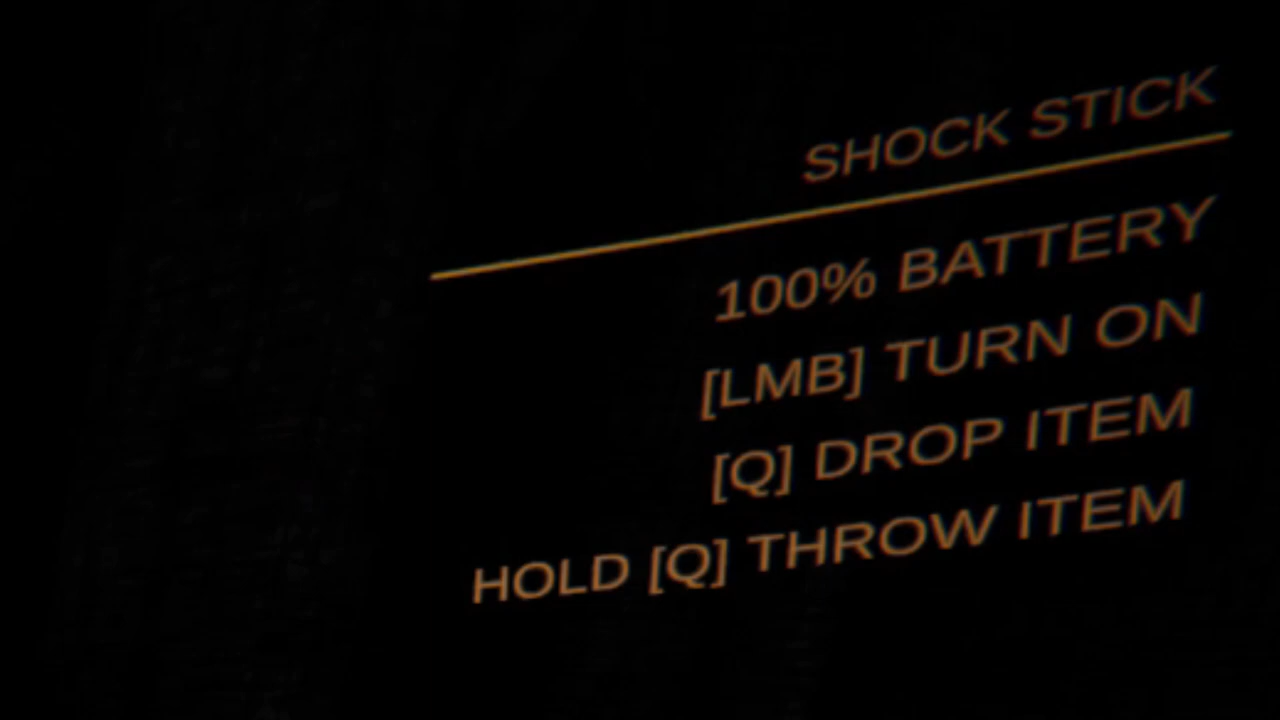 SHOCK STICK
100% BATTERY
[LMB] TURN ON
[Q] DROP ITEM
HOLD [Q] THROW ITEM